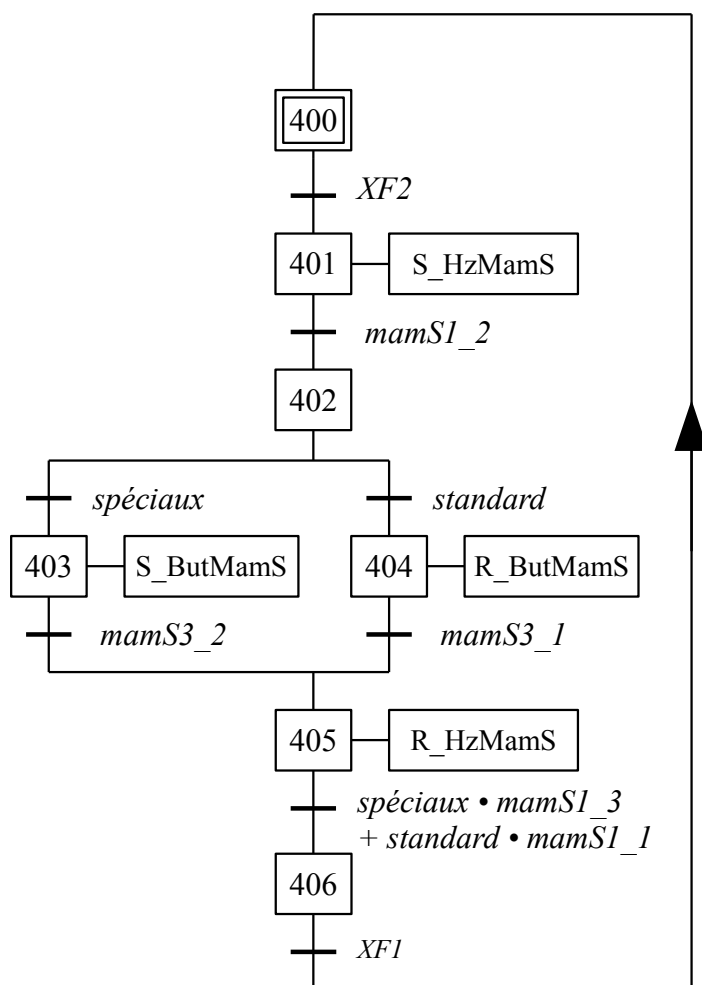 400
XF2
401 S_HzMamS
mamS1_2
402
spéciaux standard
403 S_ButMamS 404 R_ButMamS
mamS3_2 mamS3_1
405 R_HzMamS
spéciaux • mamS1_3
+ standard • mamS1_1
406
XF1